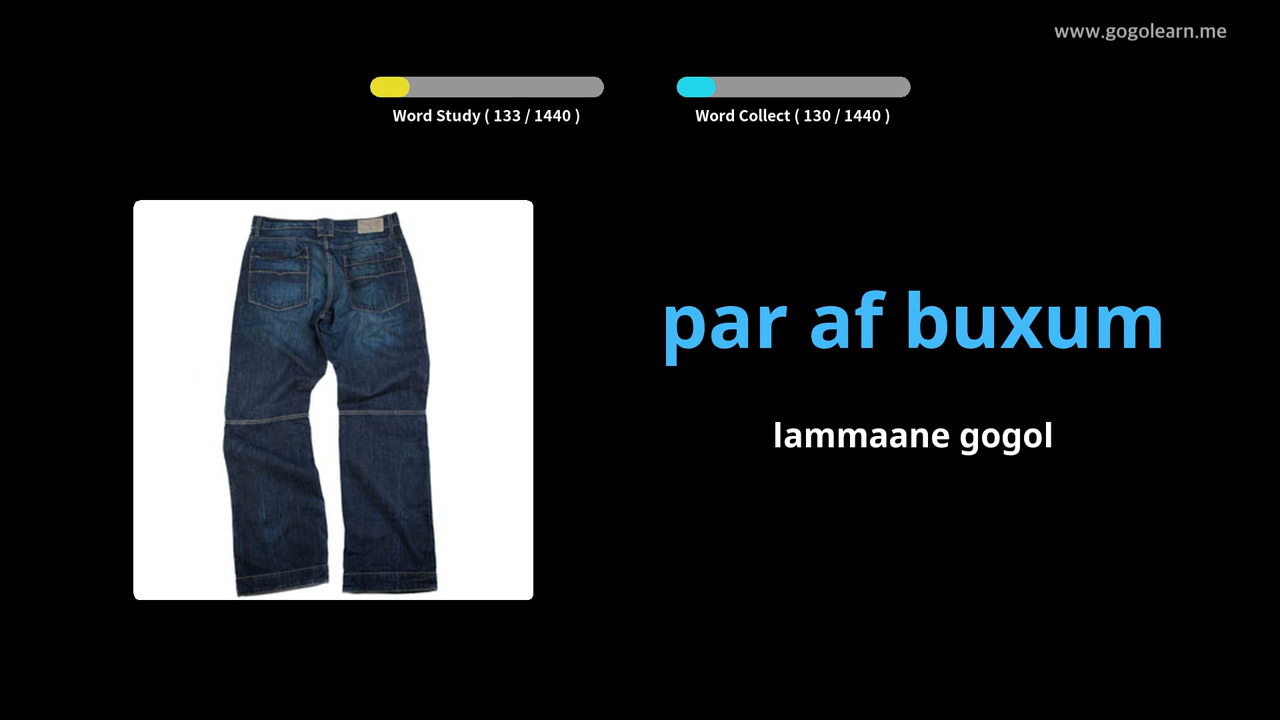 www.gogolearn.me
Word Study ( 133 / 1440 )
Word Collect ( 130 / 1440 )
par af buxum
lammaane gogol